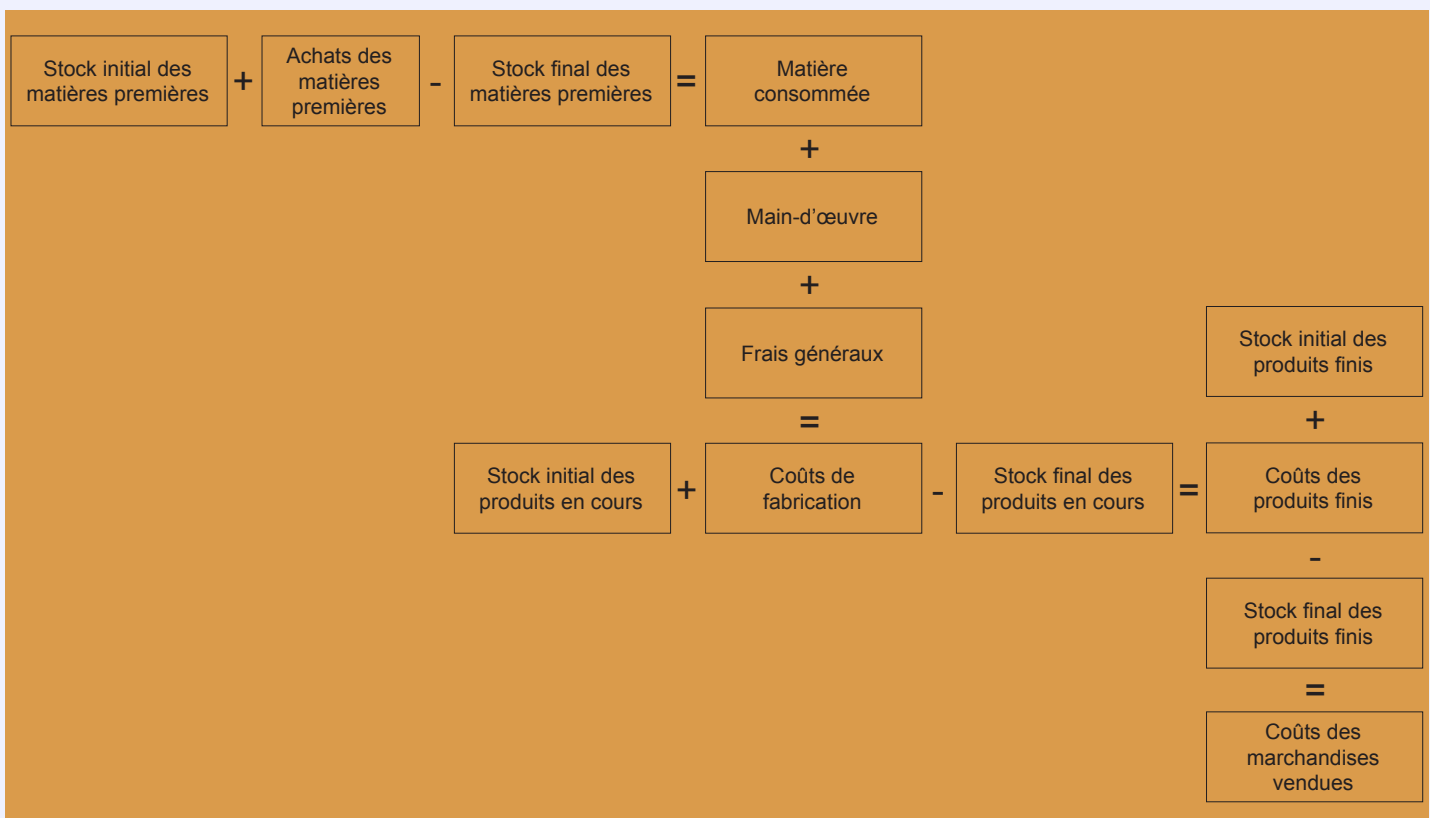 Stock initial des
matières premières
+
Achats des
matières
premières
-
Stock final des
matières premières
=
Matière
consommée
+
Main-d’œuvre
+
Frais généraux
=
Stock initial des
produits en cours
+
Coûts de
fabrication
-
Stock final des
produits en cours
=
Stock initial des
produits finis
+
Coûts des
produits finis
-
Stock final des
produits finis
=
Coûts des
marchandises
vendues